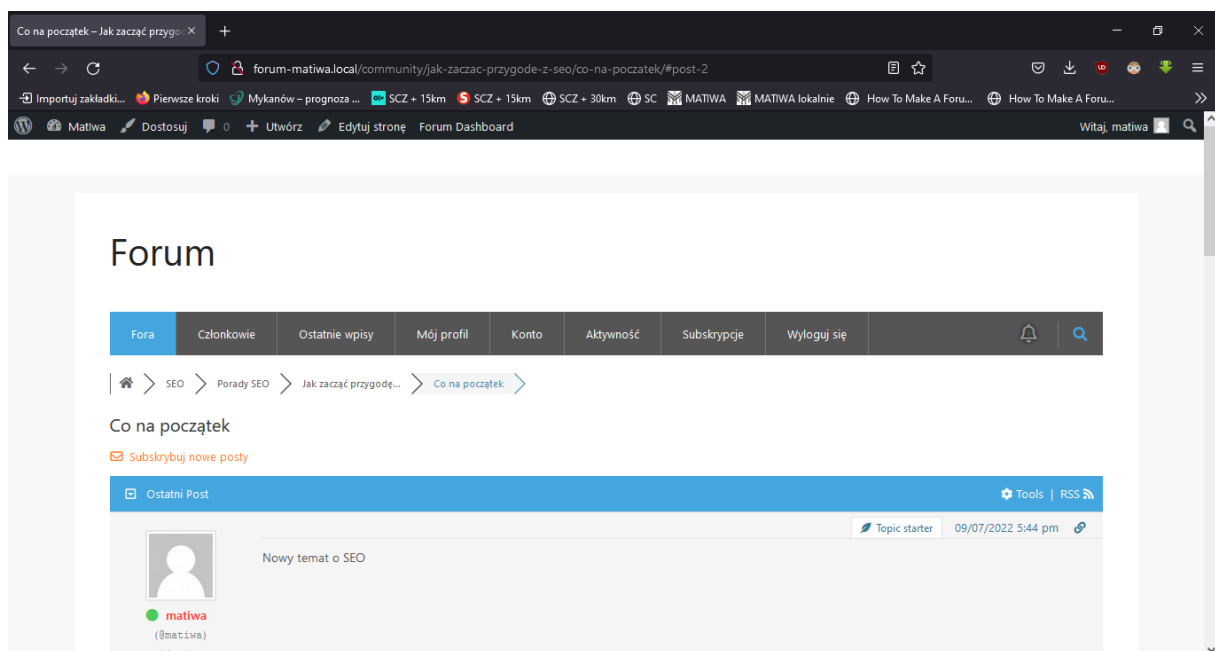 Co na początek – Jak zacząć przygod
forum-matiwa.local/community/jak-zaczac-przygode-z-seo/co-na-poczatek/#post-2
Importuj zakładki... Pierwsze kroki Mykanów – prognoza ... SCZ + 15km SCZ + 15km SCZ + 30km SC MATIWA MATIWA lokalnie How To Make A Foru... How To Make A Foru...
Matiwa Dostosuj 0 Utwórz Edytuj stronę Forum Dashboard Witaj, matiwa
Forum
Fora Członkowie Ostatnie wpisy Mój profil Konto Aktywność Subskrypcje Wyloguj się
SEO Porady SEO Jak zacząć przygodę... Co na początek
Co na początek
Subskrybuj nowe posty
Ostatni Post Tools | RSS
Topic starter 09/07/2022 5:44 pm
Nowy temat o SEO
matiwa
(@matiwa)